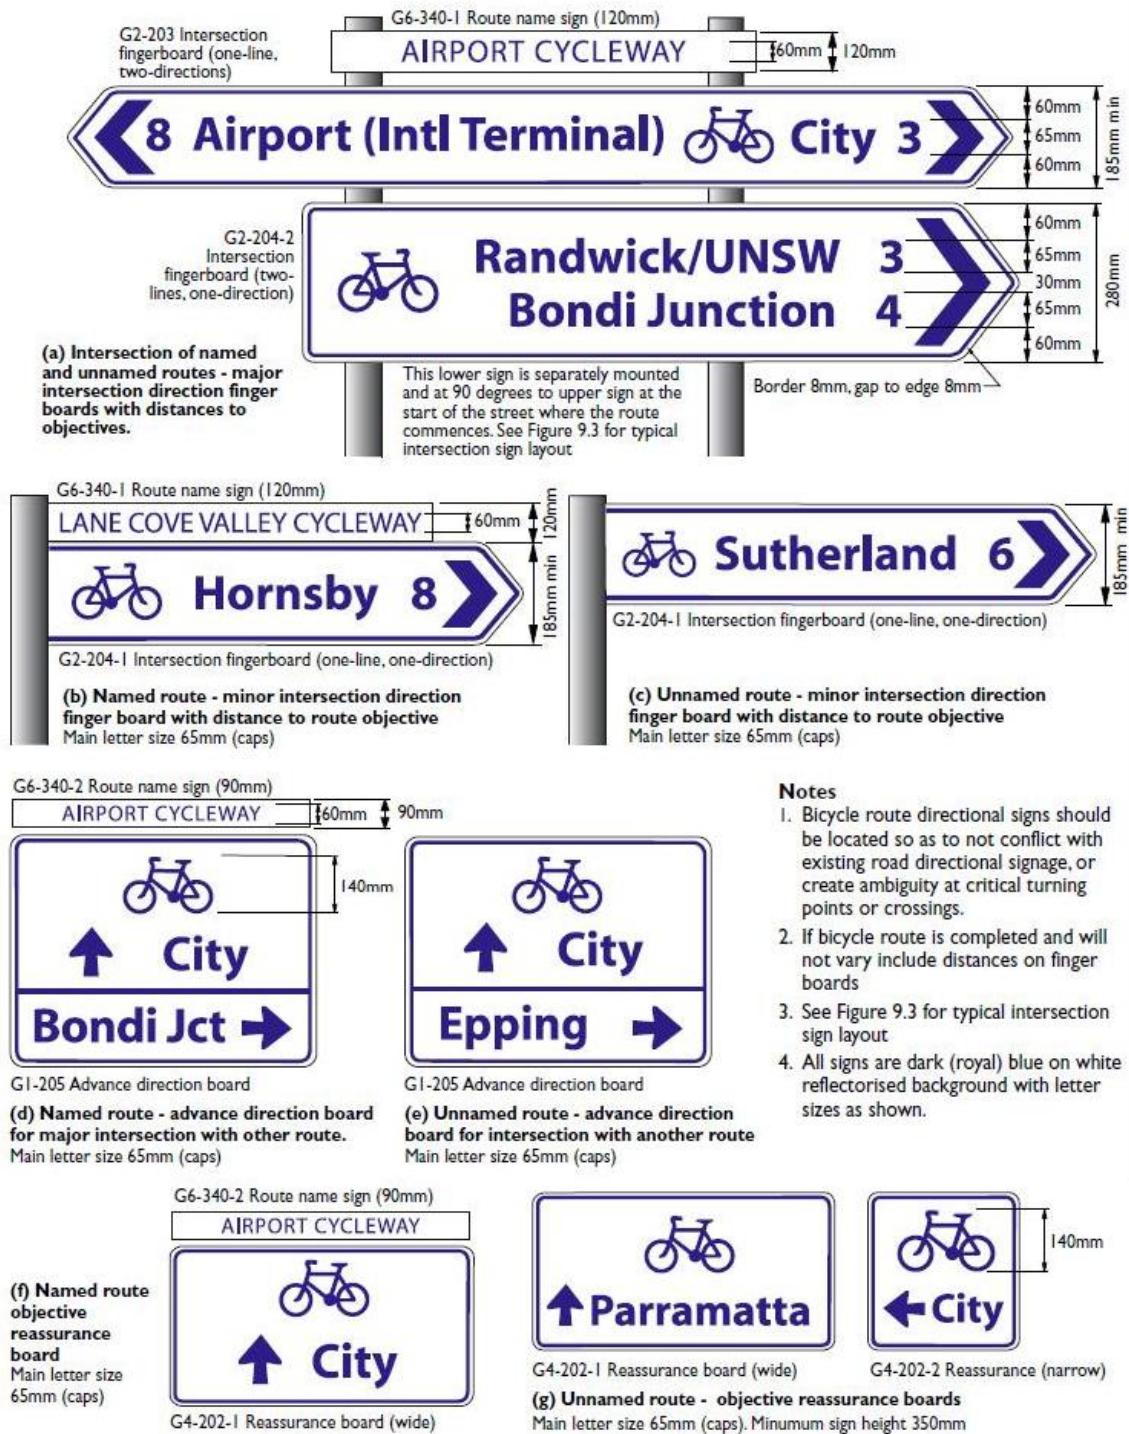 G6-340-1 Route name sign (120mm)
G2-203 Intersection
fingerboard (one-line,
two-directions)
AIRPORT CYCLEWAY
60mm
120mm
8 Airport (Intl Terminal) City 3
60mm
65mm
60mm
185mm min
G2-204-2
Intersection
fingerboard (two-
lines, one-direction)
Randwick/UNSW 3
Bondi Junction 4
60mm
65mm
30mm
65mm
60mm
280mm
(a) Intersection of named
and unnamed routes - major
intersection direction finger
boards with distances to
objectives.
This lower sign is separately mounted
and at 90 degrees to upper sign at the
start of the street where the route
commences. See Figure 9.3 for typical
intersection sign layout
Border 8mm, gap to edge 8mm
G6-340-1 Route name sign (120mm)
LANE COVE VALLEY CYCLEWAY
60mm
120mm
Hornsby 8
185mm min
G2-204-1 Intersection fingerboard (one-line, one-direction)
(b) Named route - minor intersection direction
finger board with distance to route objective
Main letter size 65mm (caps)
Sutherland 6
185mm min
G2-204-1 Intersection fingerboard (one-line, one-direction)
(c) Unnamed route - minor intersection direction
finger board with distance to route objective
Main letter size 65mm (caps)
G6-340-2 Route name sign (90mm)
AIRPORT CYCLEWAY
60mm
90mm
140mm
City
Bondi Jct
G1-205 Advance direction board
(d) Named route - advance direction board
for major intersection with other route.
Main letter size 65mm (caps)
City
Epping
G1-205 Advance direction board
(e) Unnamed route - advance direction
board for intersection with another route
Main letter size 65mm (caps)
Notes
1. Bicycle route directional signs should
be located so as to not conflict with
existing road directional signage, or
create ambiguity at critical turning
points or crossings.
2. If bicycle route is completed and will
not vary include distances on finger
boards
3. See Figure 9.3 for typical intersection
sign layout
4. All signs are dark (royal) blue on white
reflectorised background with letter
sizes as shown.
G6-340-2 Route name sign (90mm)
AIRPORT CYCLEWAY
(f) Named route
objective
reassurance
board
Main letter size
65mm (caps)
City
G4-202-1 Reassurance board (wide)
Parramatta
G4-202-1 Reassurance board (wide)
City
140mm
G4-202-2 Reassurance (narrow)
(g) Unnamed route - objective reassurance boards
Main letter size 65mm (caps). Minumum sign height 350mm